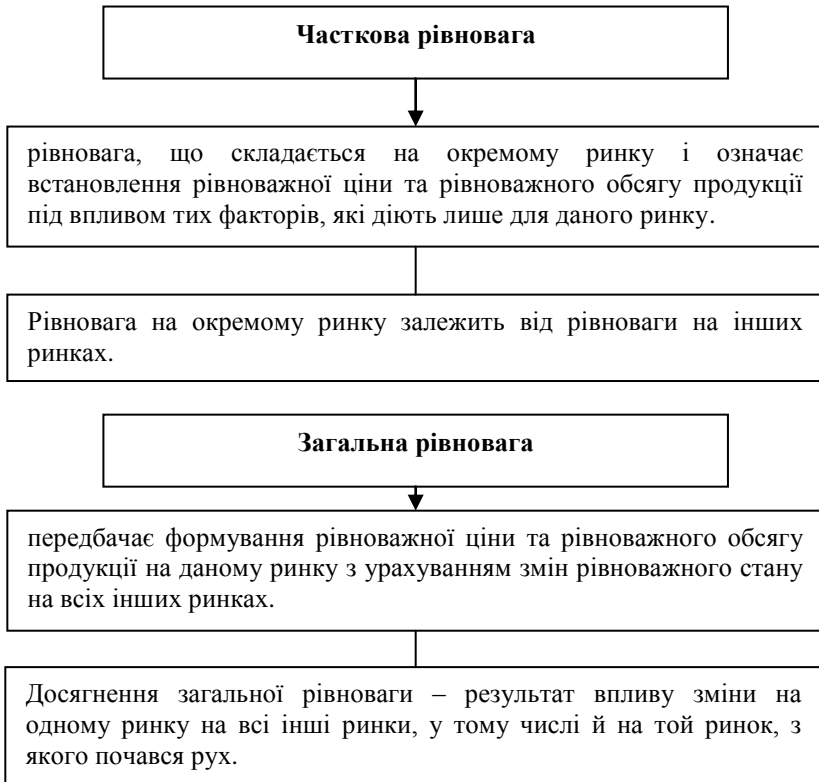 Часткова рівновага
рівновага, що складається на окремому ринку і означає
встановлення рівноважної ціни та рівноважного обсягу продукції
під впливом тих факторів, які діють лише для даного ринку.
Рівновага на окремому ринку залежить від рівноваги на інших
ринках.
Загальна рівновага
передбачає формування рівноважної ціни та рівноважного обсягу
продукції на даному ринку з урахуванням змін рівноважного стану
на всіх інших ринках.
Досягнення загальної рівноваги – результат впливу зміни на
одному ринку на всі інші ринки, у тому числі й на той ринок, з
якого почався рух.